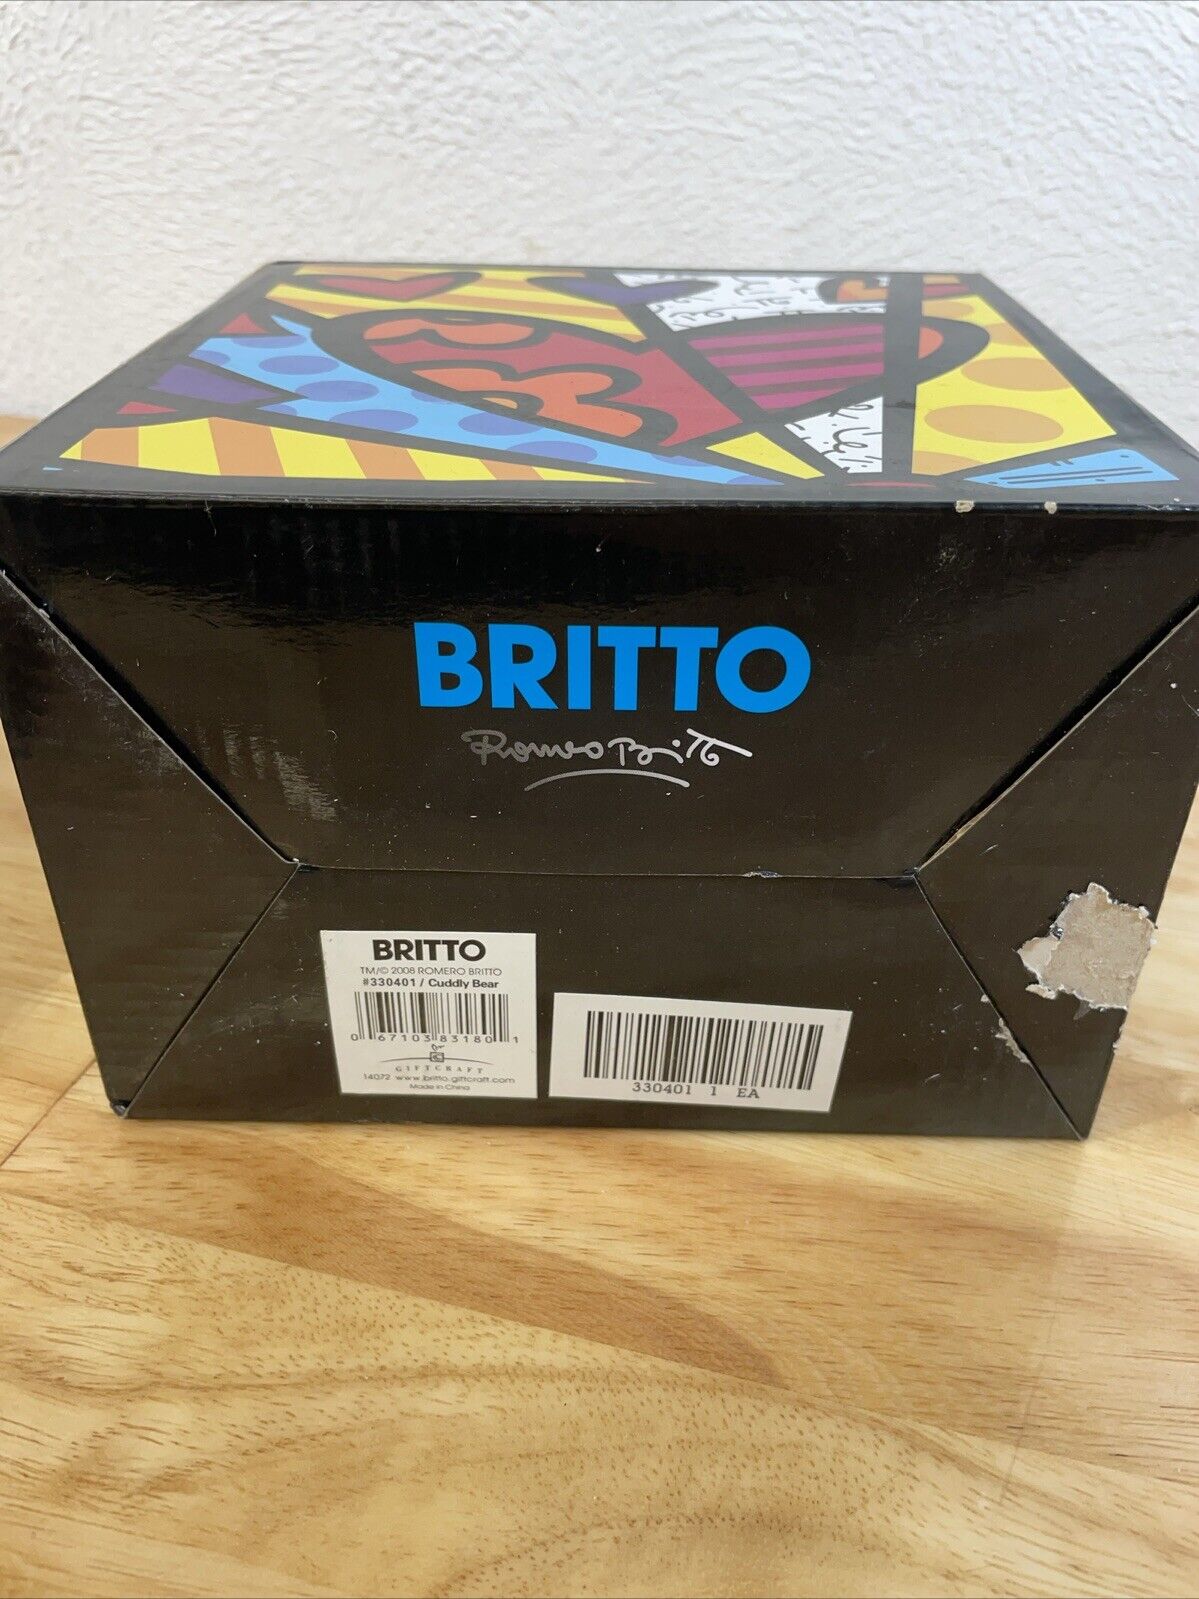 BRITTO
Romero Britto
BRITTO
TM/© 2008 ROMERO BRITTO
#330401 / Cuddly Bear
0 67103 83180 1
GIFTCRAFT
14072 www.britto.giftcraft.com
Made in China
330401 1 EA